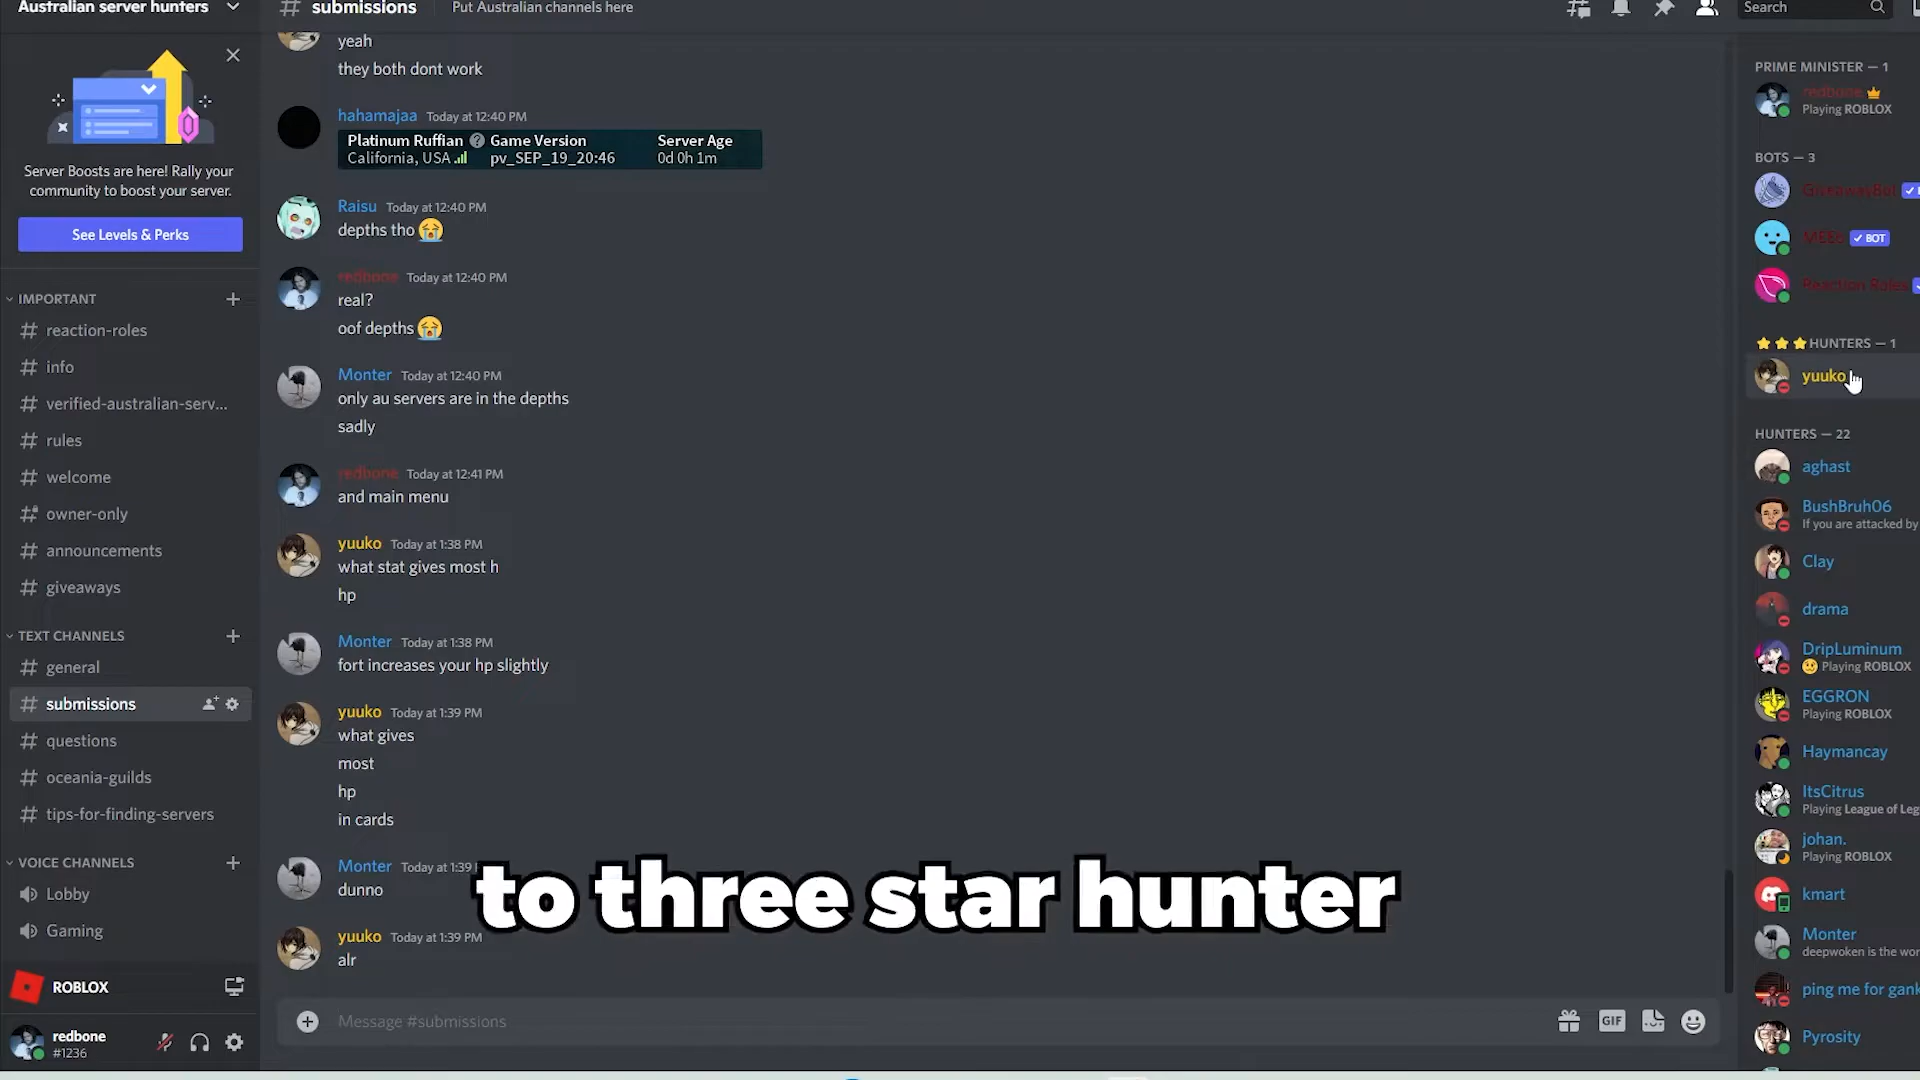 Australian server hunters
Server Boosts are here! Rally your
community to boost your server.
See Levels & Perks
IMPORTANT
# reaction-roles
# info
# verified-australian-serv...
# rules
# welcome
# owner-only
# announcements
# giveaways
TEXT CHANNELS
# general
# submissions
# questions
# oceania-guilds
# tips-for-finding-servers
VOICE CHANNELS
Lobby
Gaming
ROBLOX
redbone
#1236
# submissions
Put Australian channels here
Search
yeah
they both dont work
hahamajaa Today at 12:40 PM
Platinum Ruffian ? Game Version Server Age
California, USA pv_SEP_19_20:46 0d 0h 1m
Raisu Today at 12:40 PM
depths tho 😭
redbone Today at 12:40 PM
real?
oof depths 😭
Monter Today at 12:40 PM
only au servers are in the depths
sadly
redbone Today at 12:41 PM
and main menu
yuuko Today at 1:38 PM
what stat gives most h
hp
Monter Today at 1:38 PM
fort increases your hp slightly
yuuko Today at 1:39 PM
what gives
most
hp
in cards
Monter Today at 1:39
dunno
yuuko Today at 1:39 PM
alr
to three star hunter
Message #submissions
GIF
PRIME MINISTER — 1
redbone
Playing ROBLOX
BOTS — 3
GiveawayBot
MEE6 BOT
Reaction Roles
⭐⭐⭐HUNTERS — 1
yuuko
HUNTERS — 22
aghast
BushBruh06
If you are attacked by
Clay
drama
DripLuminum
Playing ROBLOX
EGGRON
Playing ROBLOX
Haymancay
ItsCitrus
Playing League of Leg
johan.
Playing ROBLOX
kmart
Monter
deepwoken is the wor
ping me for gank
Pyrosity